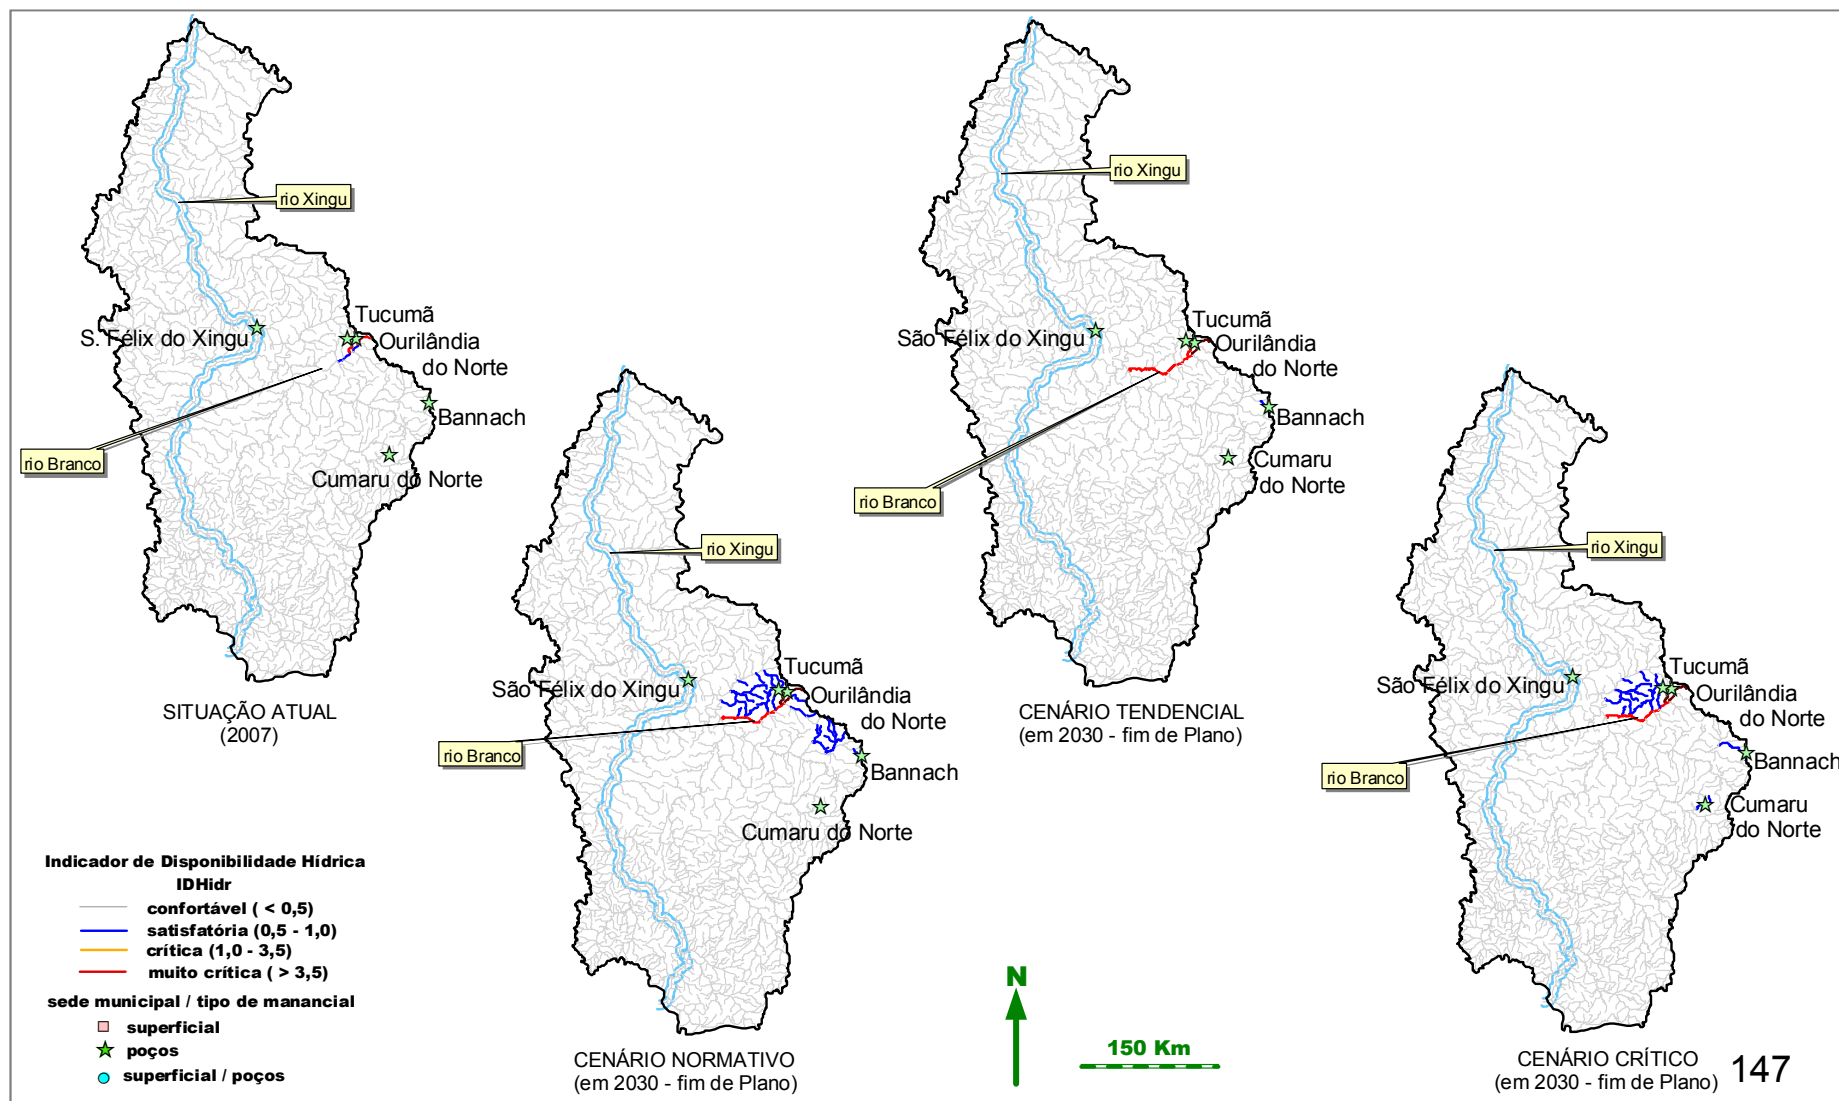 rio Xingu
Tucumã
S. Félix do Xingu
Ourilândia
do Norte
Bannach
rio Branco
Cumaru do Norte
SITUAÇÃO ATUAL
(2007)
rio Xingu
Tucumã
São Félix do Xingu
Ourilândia
do Norte
Bannach
rio Branco
Cumaru
do Norte
CENÁRIO TENDENCIAL
(em 2030 - fim de Plano)
rio Xingu
Tucumã
São Félix do Xingu
Ourilândia
do Norte
rio Branco
Bannach
Cumaru do Norte
CENÁRIO NORMATIVO
(em 2030 - fim de Plano)
rio Xingu
Tucumã
São Félix do Xingu
Ourilândia
do Norte
Bannach
rio Branco
Cumaru
do Norte
CENÁRIO CRÍTICO
(em 2030 - fim de Plano)
Indicador de Disponibilidade Hídrica
IDHidr
confortável ( < 0,5)
satisfatória (0,5 - 1,0)
crítica (1,0 - 3,5)
muito crítica ( > 3,5)
sede municipal / tipo de manancial
superficial
poços
superficial / poços
N
150 Km
147